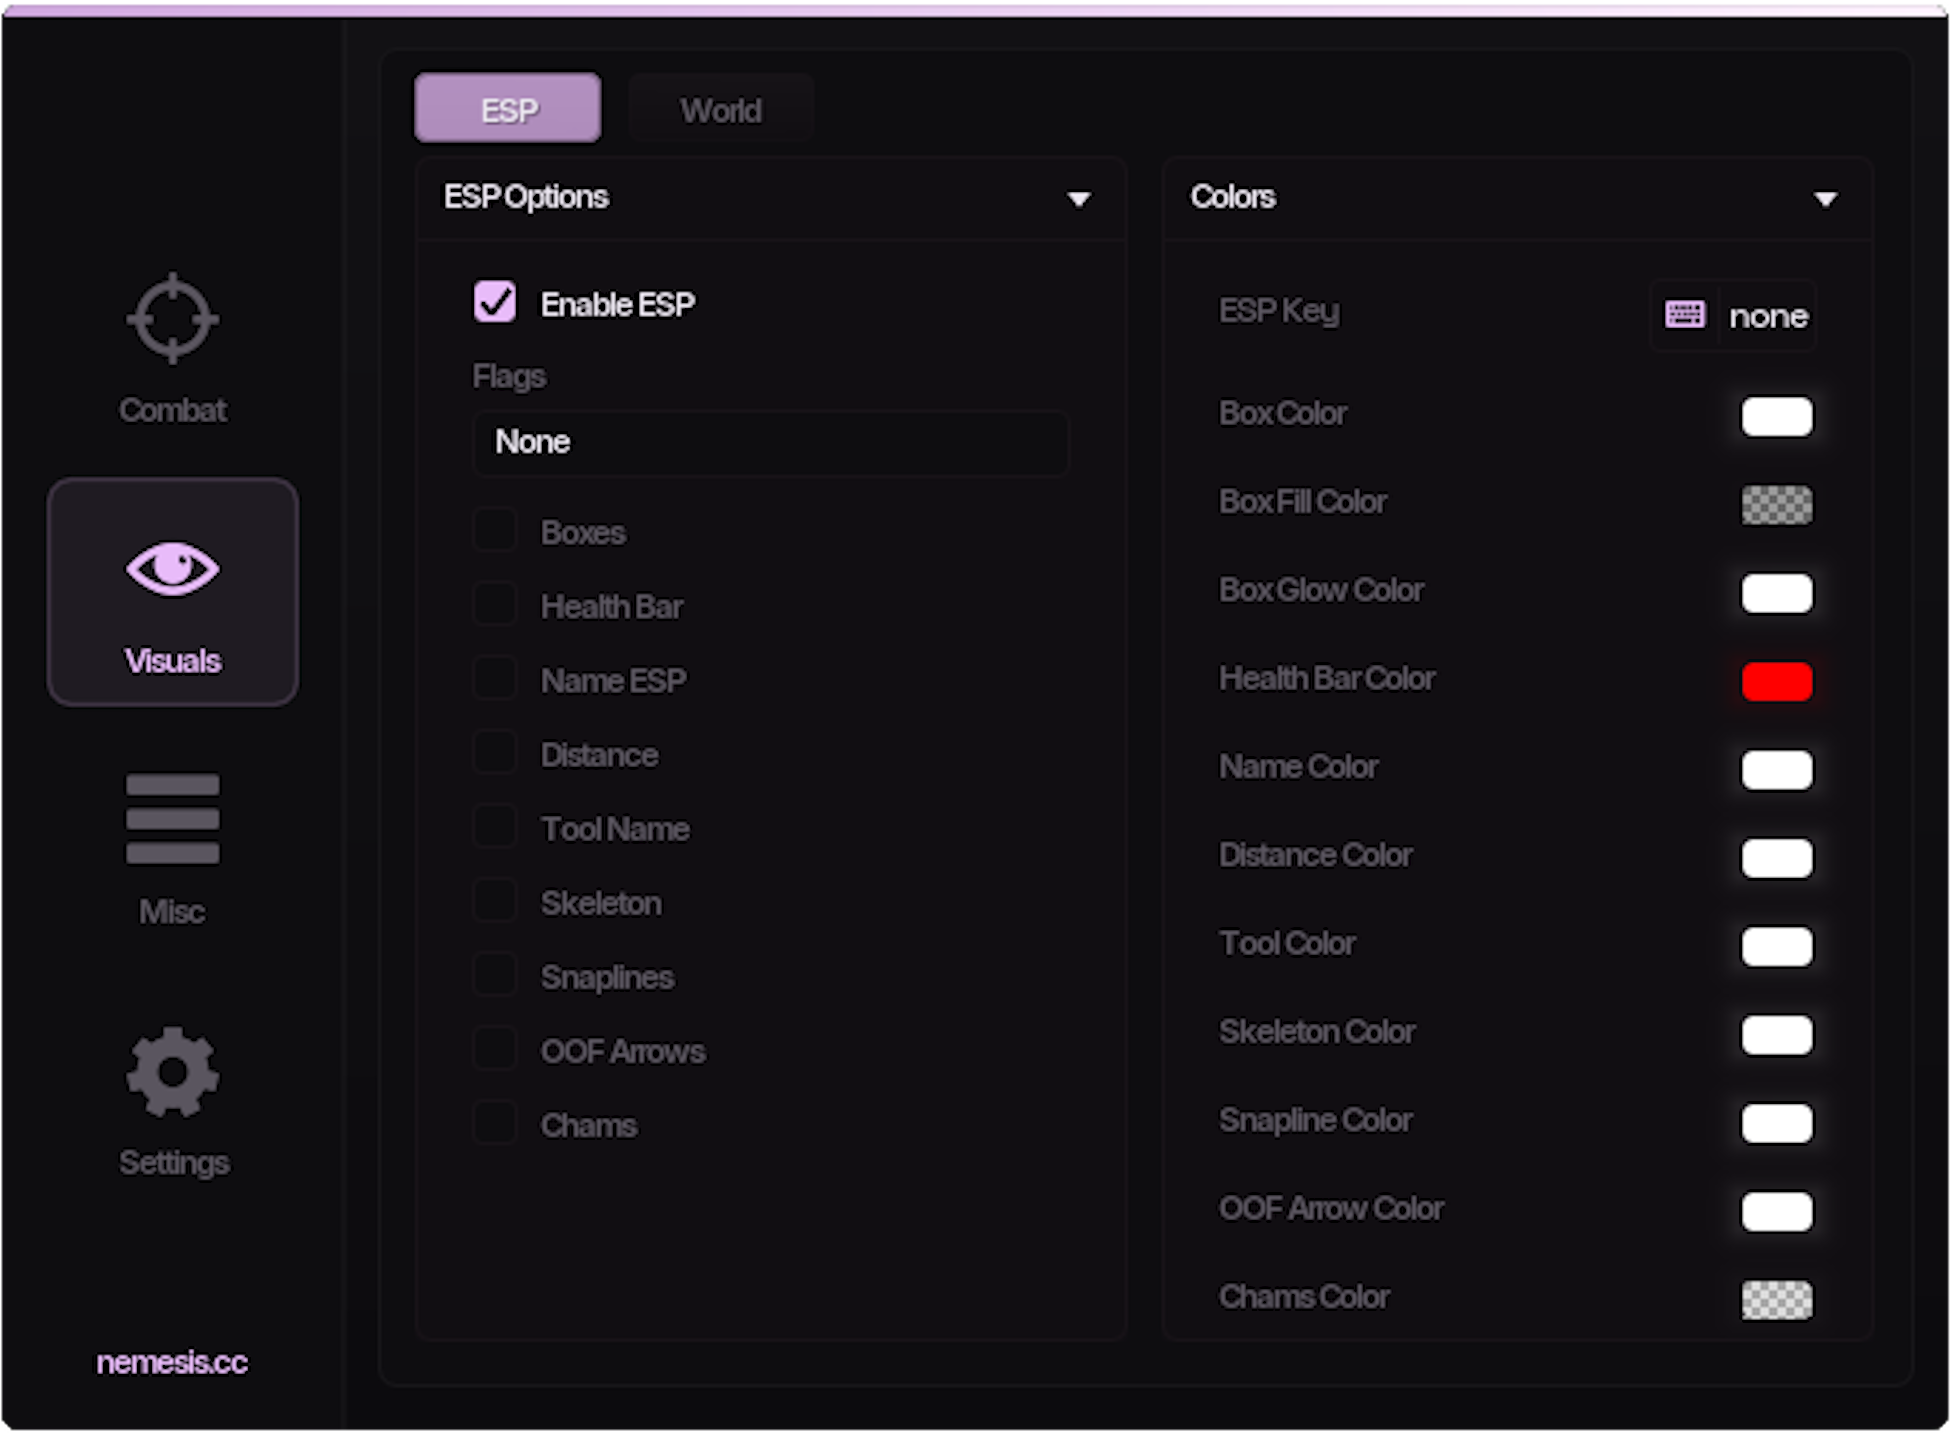 ESP
World
ESP Options
Enable ESP
Flags
None
Boxes
Health Bar
Name ESP
Distance
Tool Name
Skeleton
Snaplines
OOF Arrows
Chams
Colors
ESP Key
none
Box Color
Box Fill Color
Box Glow Color
Health Bar Color
Name Color
Distance Color
Tool Color
Skeleton Color
Snapline Color
OOF Arrow Color
Chams Color
Combat
Visuals
Misc
Settings
nemesis.cc